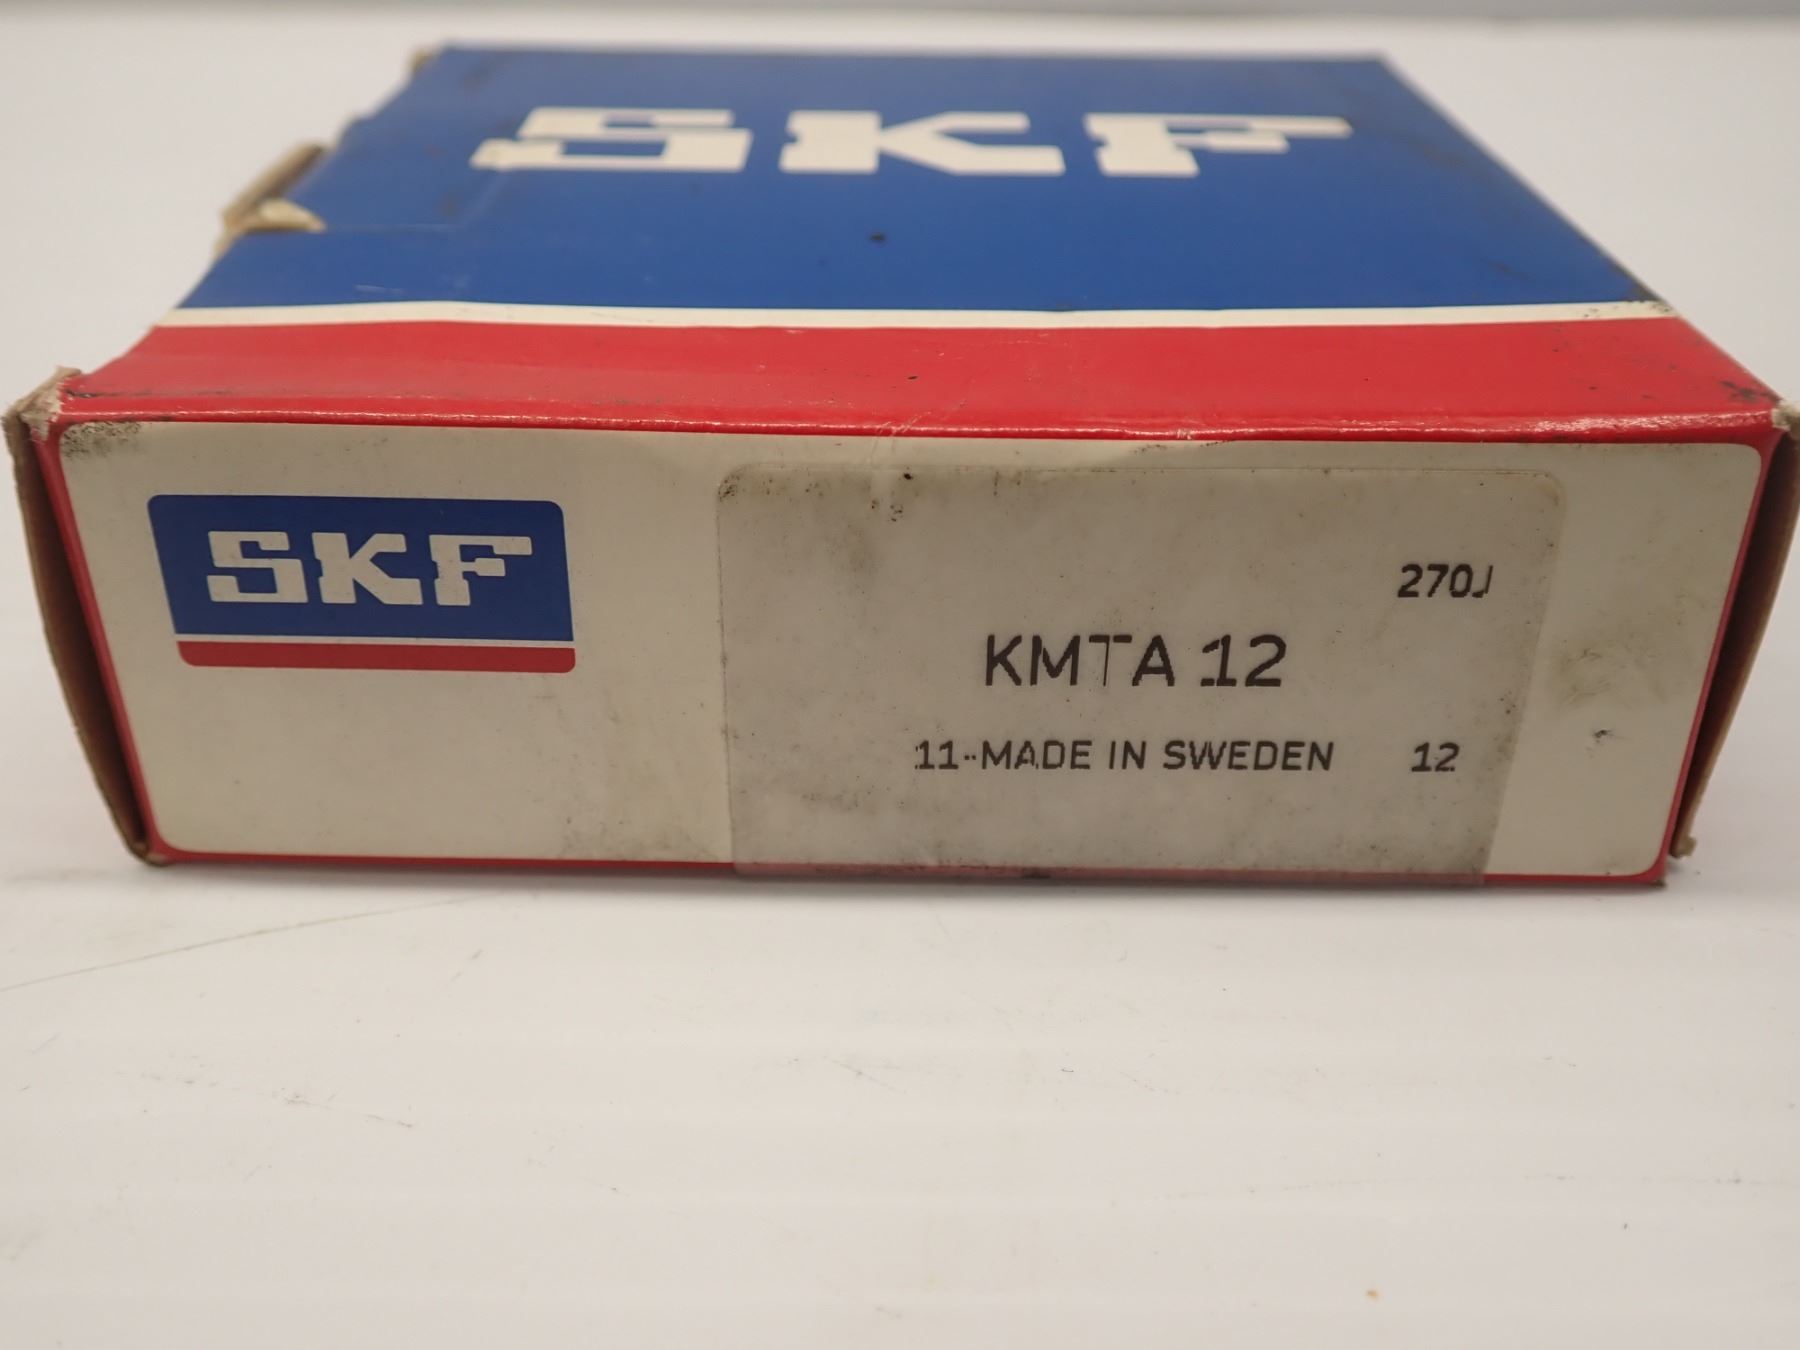 SKF
SKF
270J
KMTA 12
11-MADE IN SWEDEN 12